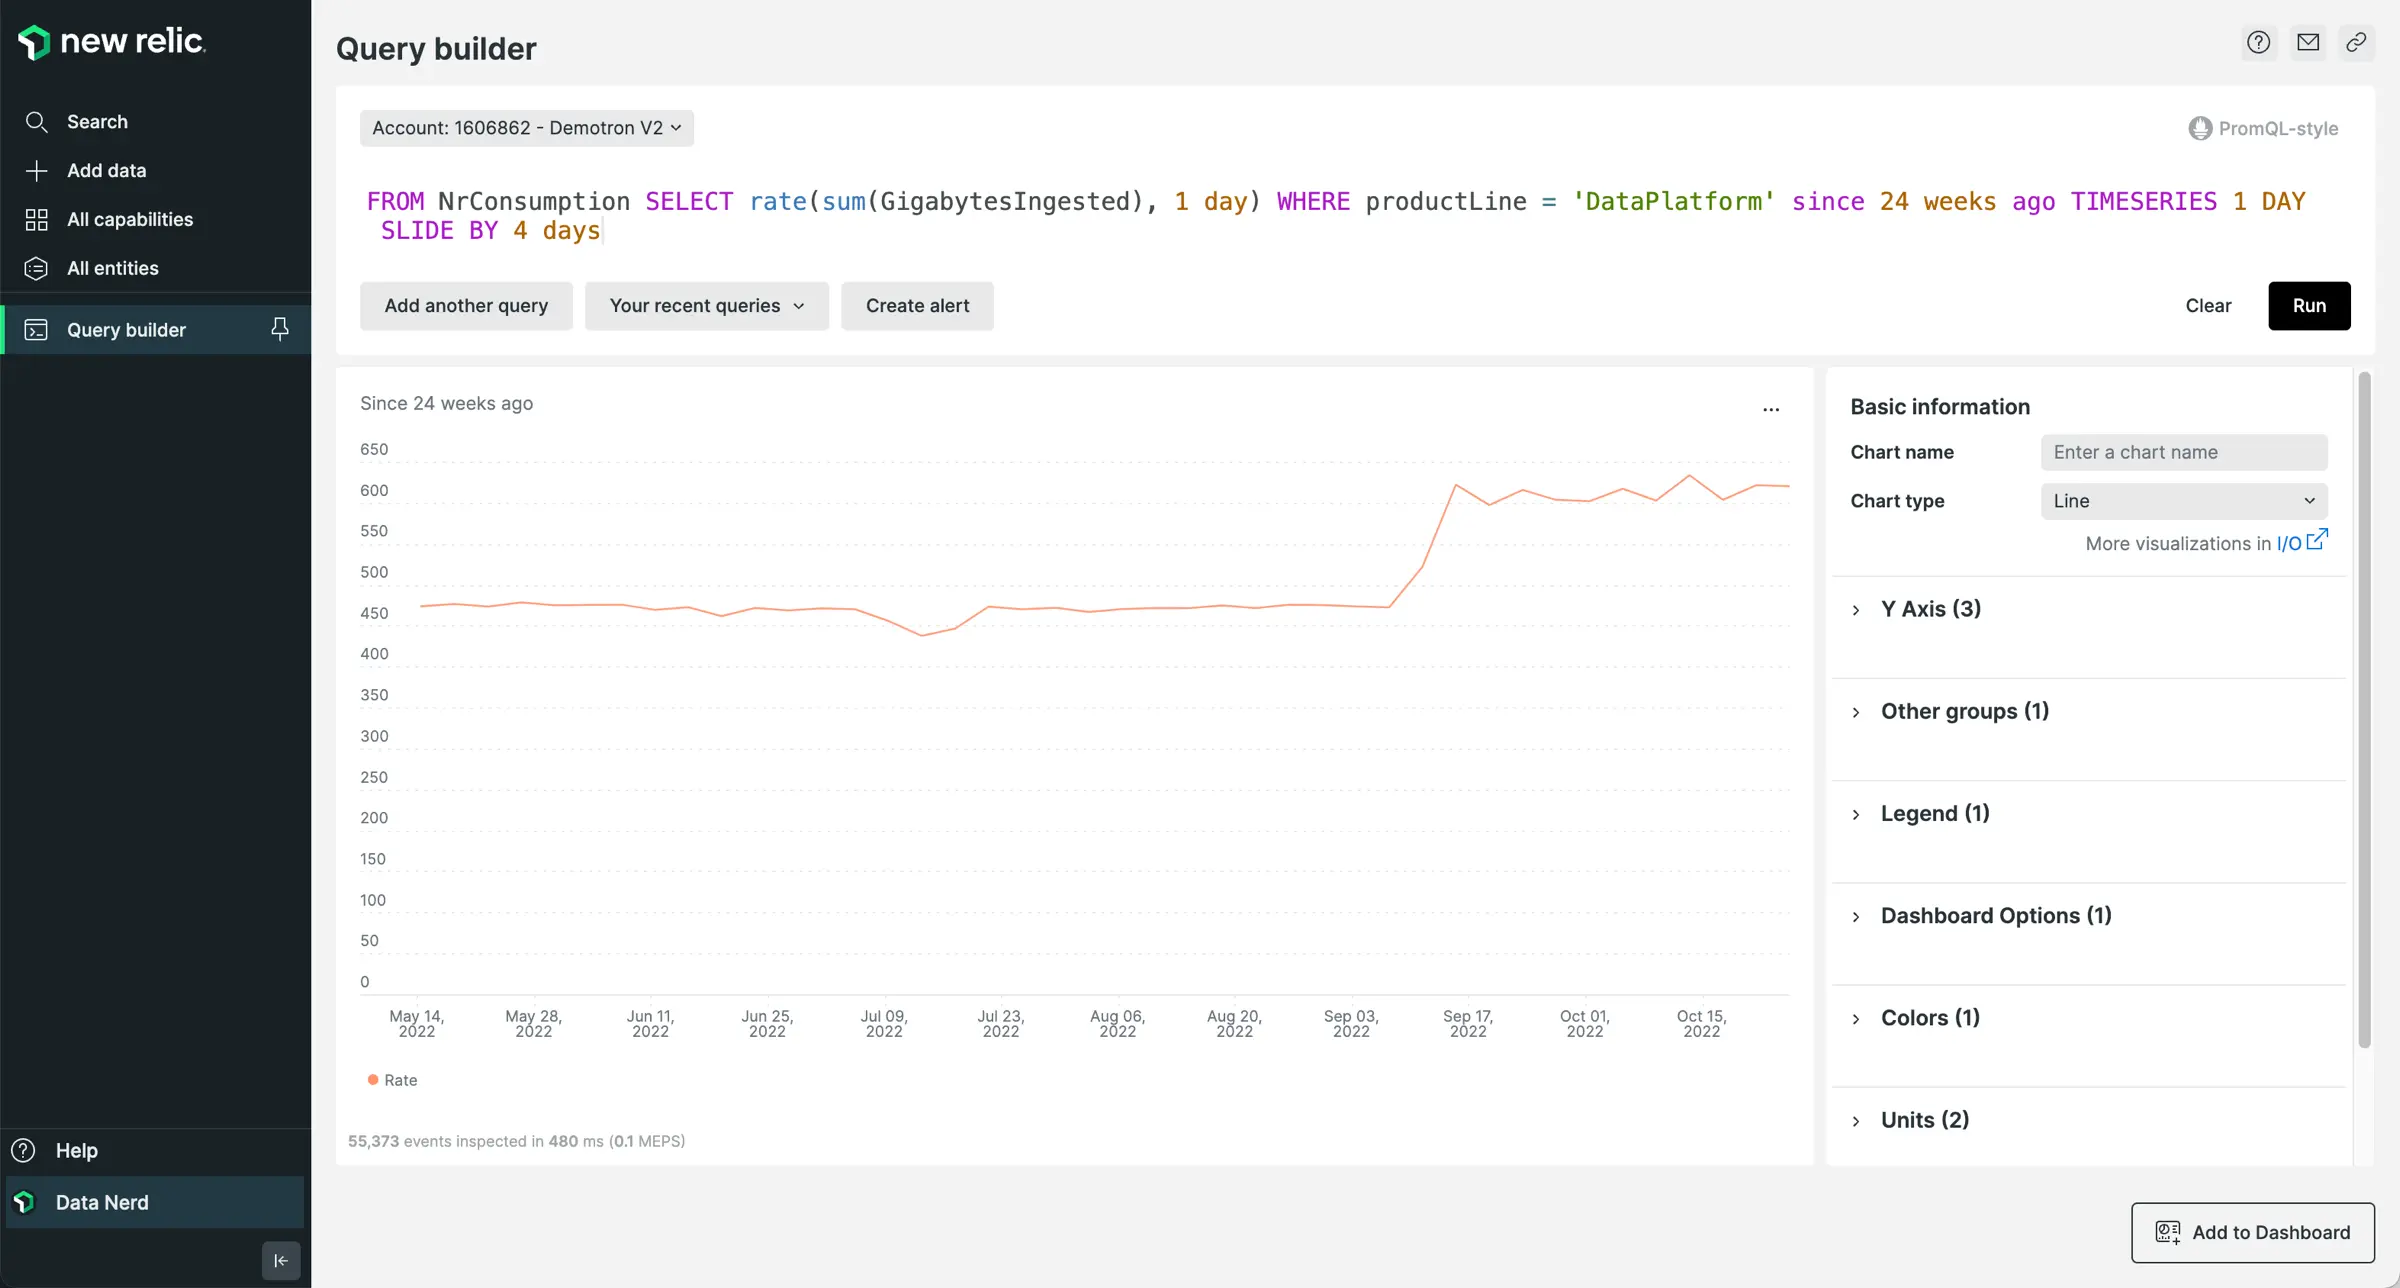 new relic.
Search
Add data
All capabilities
All entities
Query builder
Help
Data Nerd
Query builder
Account: 1606862 - Demotron V2
PromQL-style
FROM NrConsumption SELECT rate(sum(GigabytesIngested), 1 day) WHERE productLine = 'DataPlatform' since 24 weeks ago TIMESERIES 1 DAY
SLIDE BY 4 days
Add another query
Your recent queries
Create alert
Clear
Run
Since 24 weeks ago
...
650
600
550
500
450
400
350
300
250
200
150
100
50
0
May 14, 2022
May 28, 2022
Jun 11, 2022
Jun 25, 2022
Jul 09, 2022
Jul 23, 2022
Aug 06, 2022
Aug 20, 2022
Sep 03, 2022
Sep 17, 2022
Oct 01, 2022
Oct 15, 2022
Rate
55,373 events inspected in 480 ms (0.1 MEPS)
Basic information
Chart name
Enter a chart name
Chart type
Line
More visualizations in I/O
Y Axis (3)
Other groups (1)
Legend (1)
Dashboard Options (1)
Colors (1)
Units (2)
Add to Dashboard